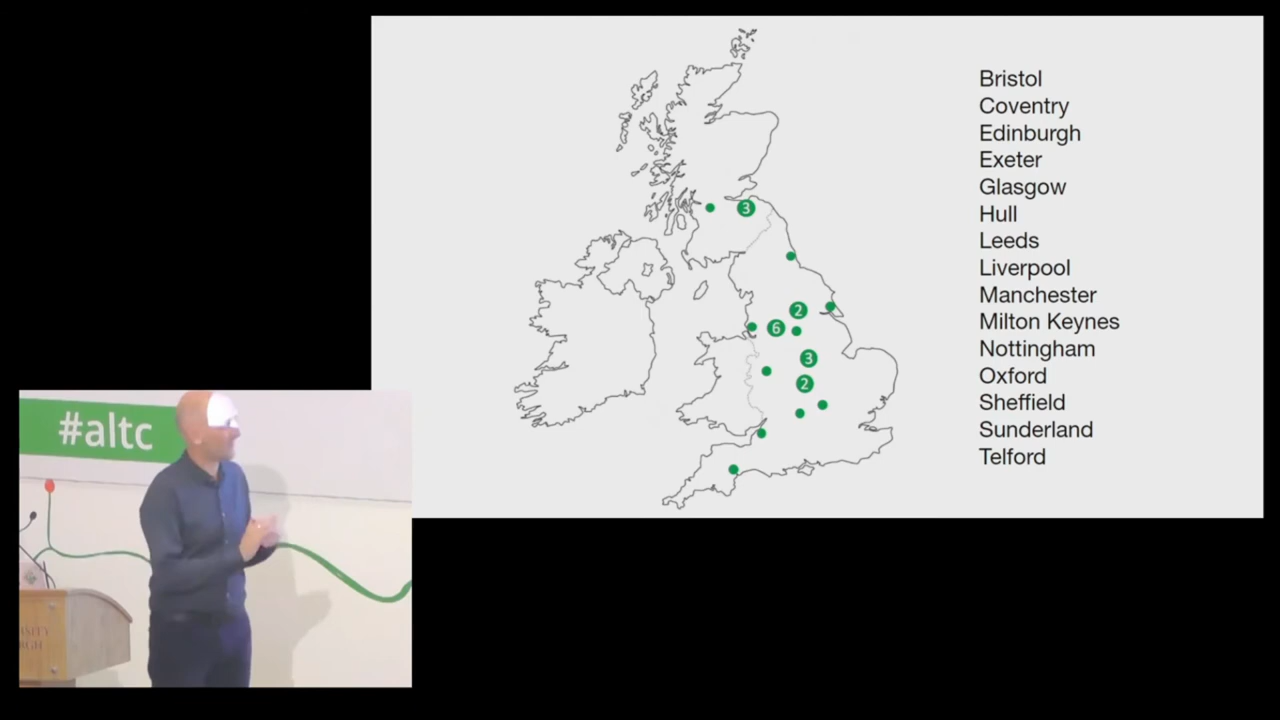 Bristol
Coventry
Edinburgh
Exeter
Glasgow
Hull
Leeds
Liverpool
Manchester
Milton Keynes
Nottingham
Oxford
Sheffield
Sunderland
Telford
3
2
6
3
2
#altc